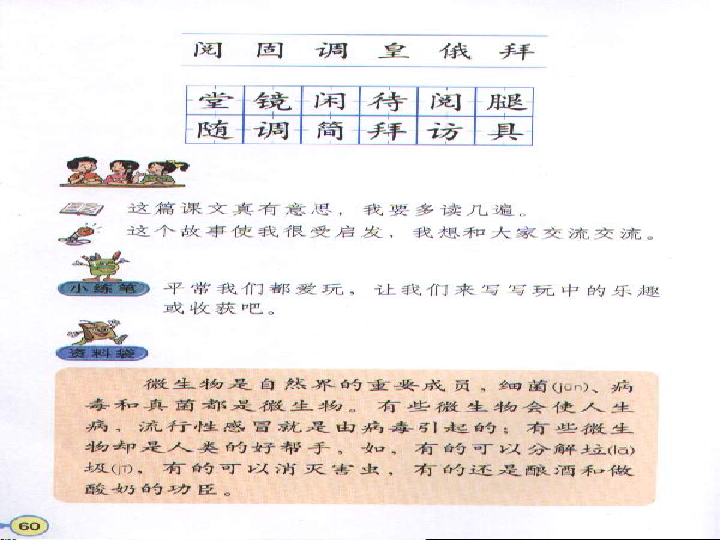 阅 固 调 皇 俄 拜
堂 镜 闲 待 阅 腿
随 调 简 拜 访 具
这篇课文真有意思，我要多读几遍。
这个故事使我很受启发，我想和大家交流交流。
小练笔 平常我们都爱玩，让我们来写写玩中的乐趣
或收获吧。
资料袋
微生物是自然界的重要成员，细菌(jūn)、病
毒和真菌都是微生物。有些微生物会使人生
病，流行性感冒就是由病毒引起的；有些微生
物却是人类的好帮手，如，有的可以分解垃(lā)
圾(jī)，有的可以消灭害虫，有的还是酿酒和做
酸奶的功臣。
60